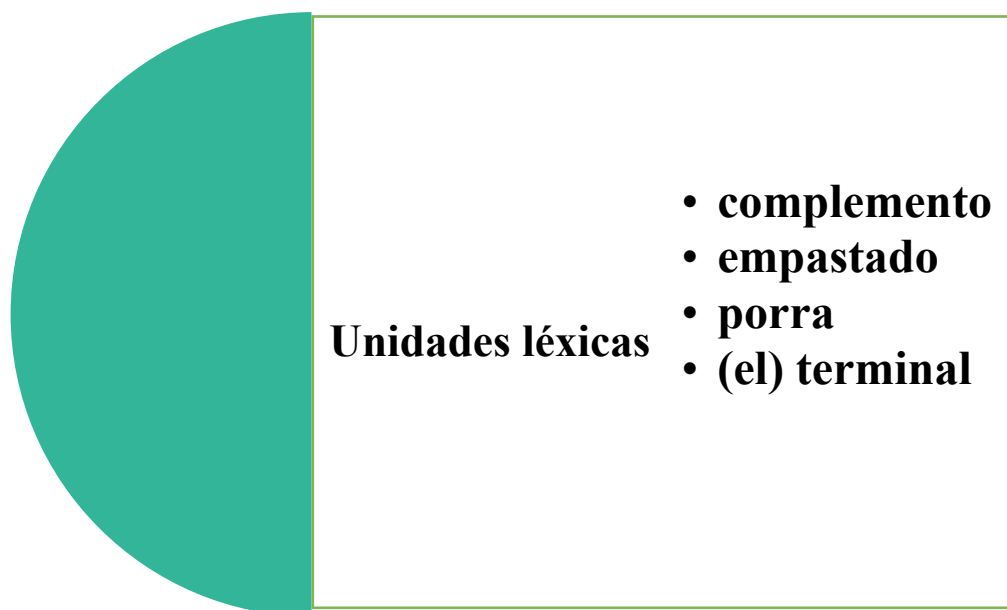 Unidades léxicas
• complemento
• empastado
• porra
• (el) terminal